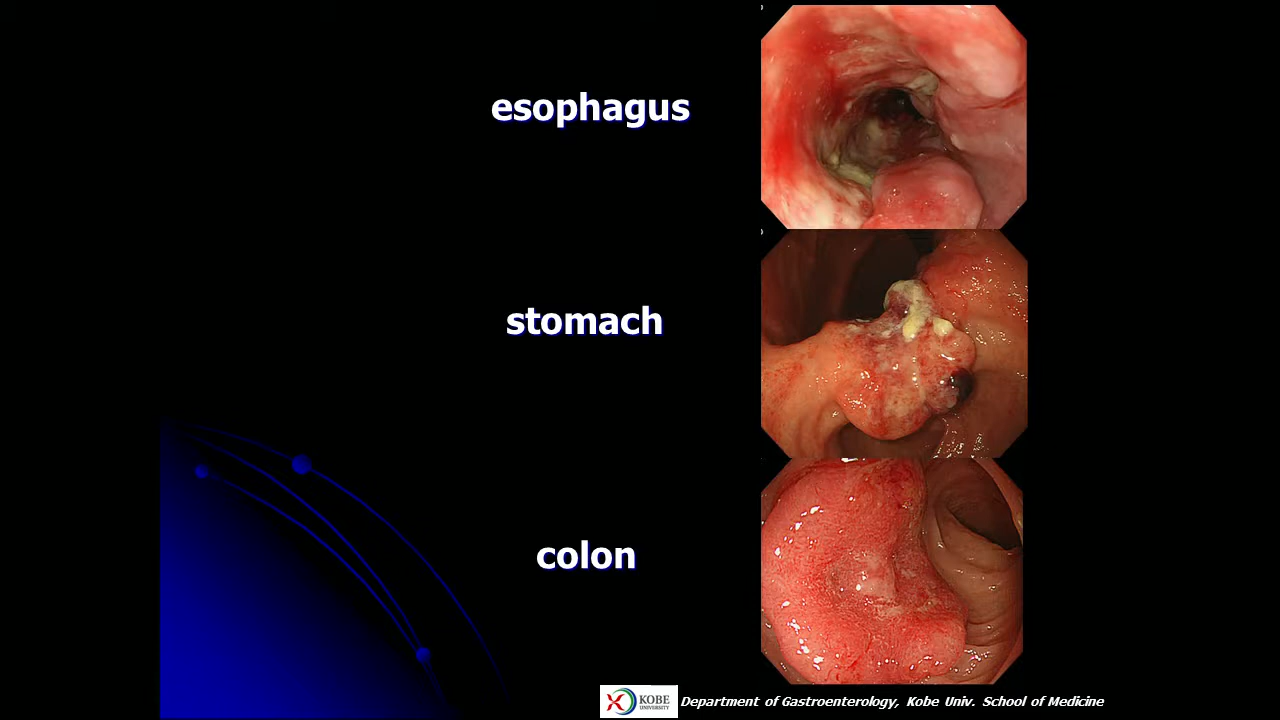 esophagus
stomach
colon
KOBE
UNIVERSITY
Department of Gastroenterology, Kobe Univ. School of Medicine